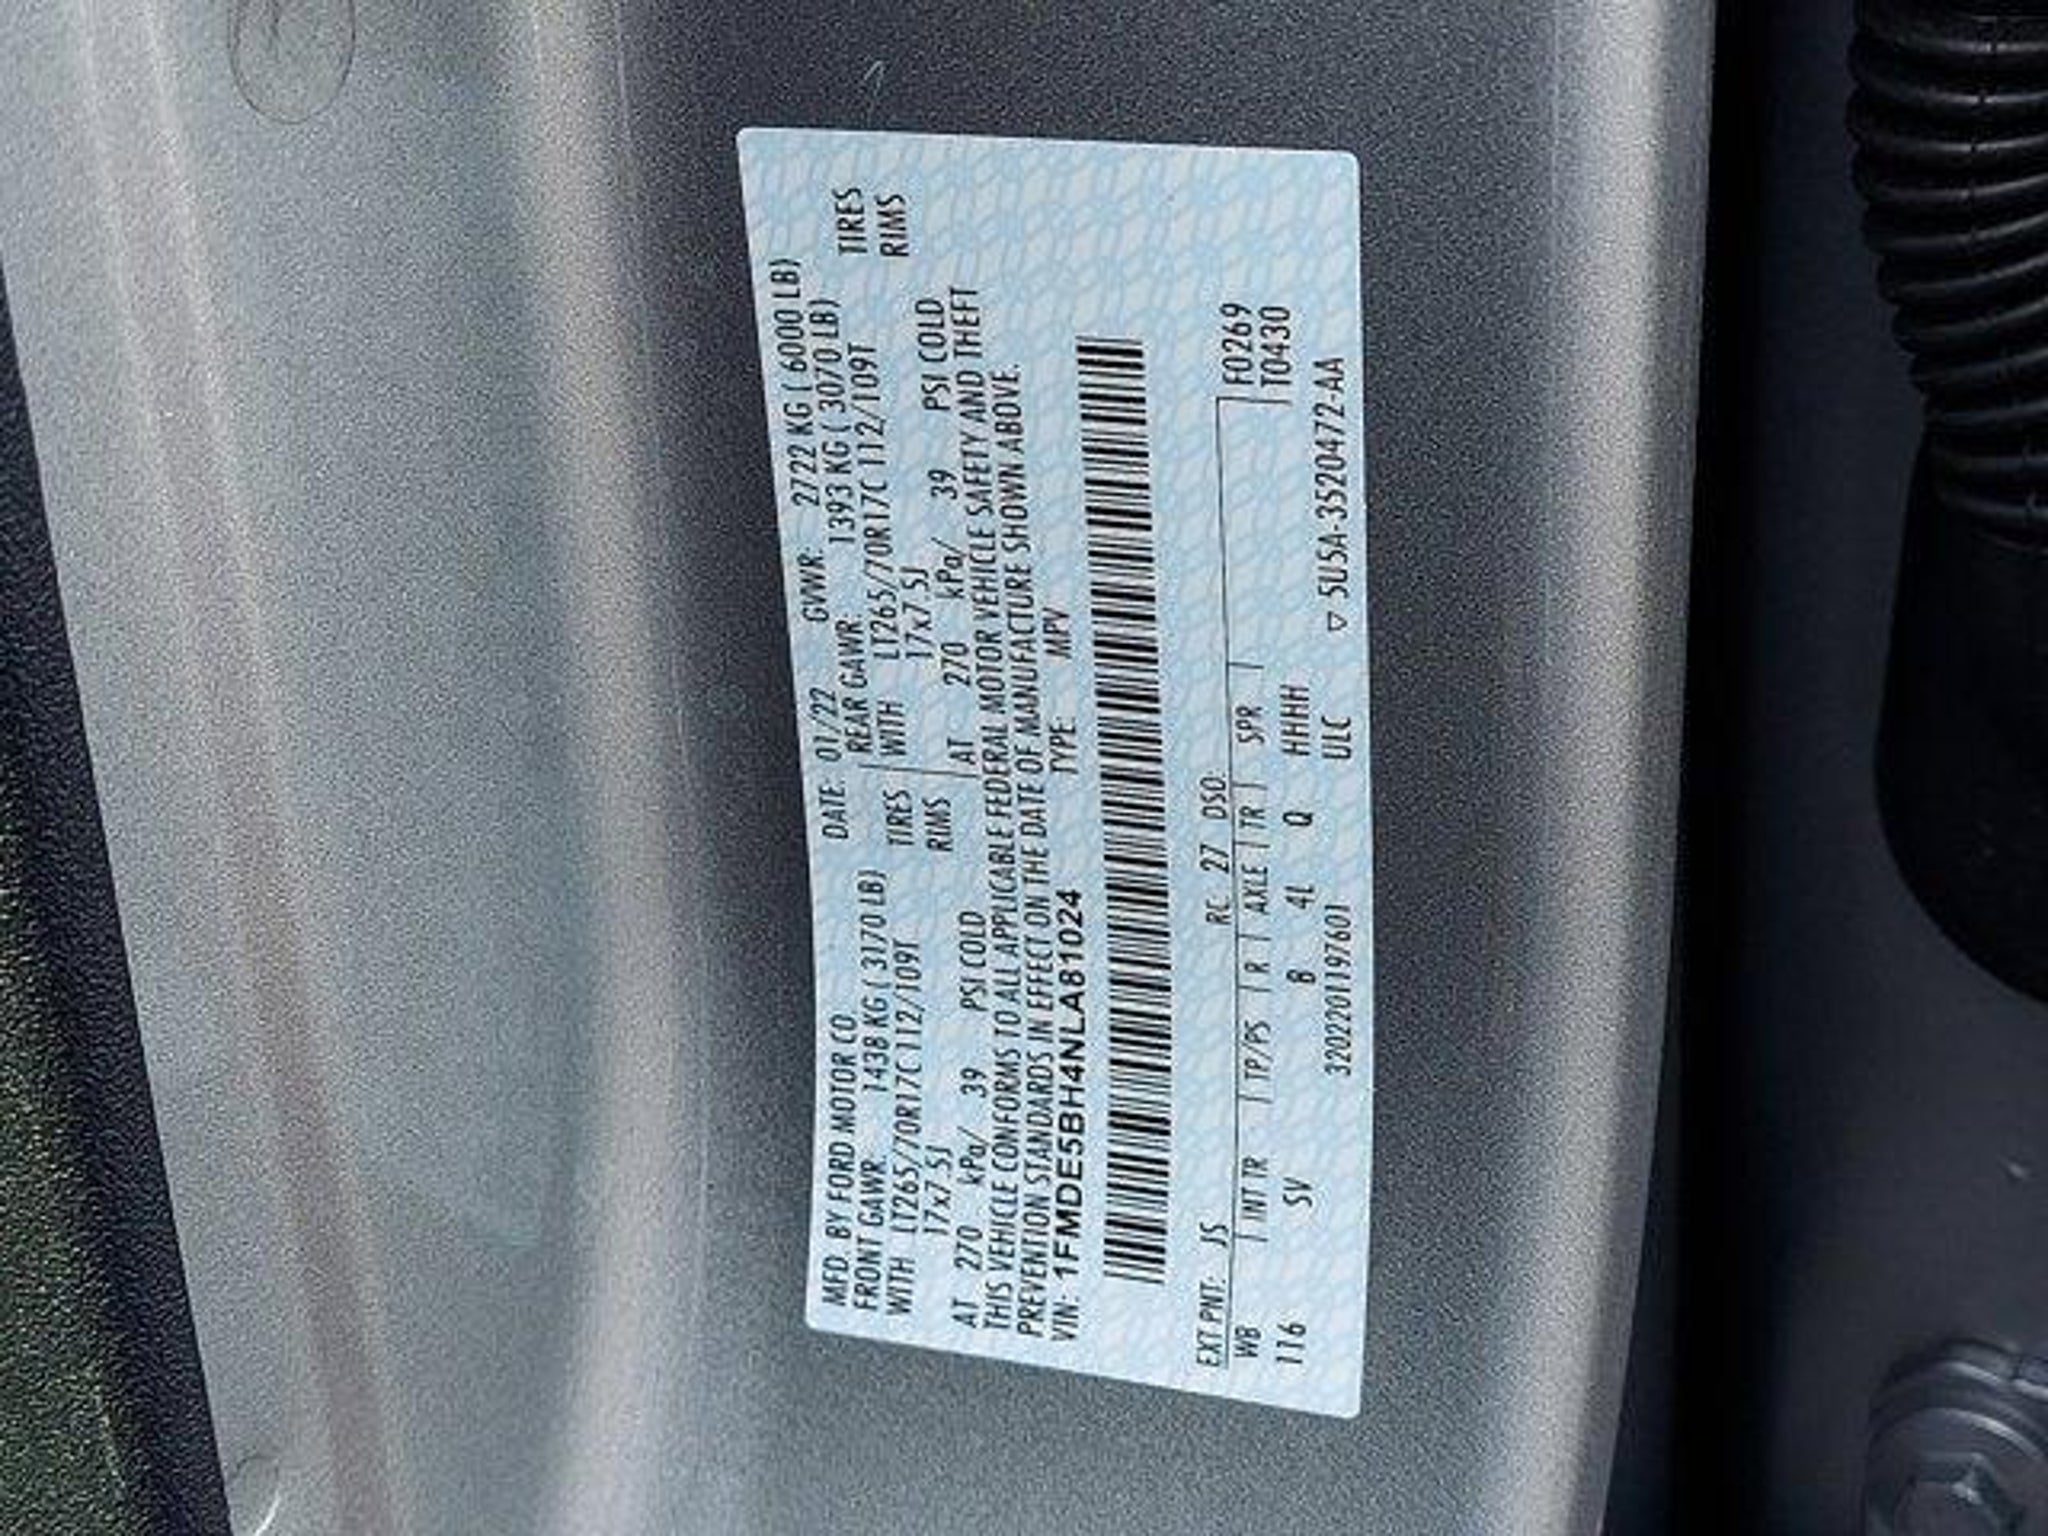 MFD. BY FORD MOTOR CO. DATE: 01/22 GVWR: 2722 KG ( 6000 LB)
FRONT GAWR: 1438 KG ( 3170 LB) REAR GAWR: 1393 KG ( 3070 LB)
WITH LT265/70R17C 112/109T TIRES WITH LT265/70R17C 112/109T TIRES
17x7 SJ RIMS 17x7 SJ RIMS
AT 270 kPa/ 39 PSI COLD AT 270 kPa/ 39 PSI COLD
THIS VEHICLE CONFORMS TO ALL APPLICABLE FEDERAL MOTOR VEHICLE SAFETY AND THEFT
PREVENTION STANDARDS IN EFFECT ON THE DATE OF MANUFACTURE SHOWN ABOVE.
VIN: 1FMDE5BH4NLA81024 TYPE: MPV
F0269
T0430
EXT PNT: JS RC: 27 DSO:
WB INT TR TP/PS R AXLE TR SPR
116 SV B 4L Q HHHH
3202201197601 ULC ▽ 5U5A-3520472-AA